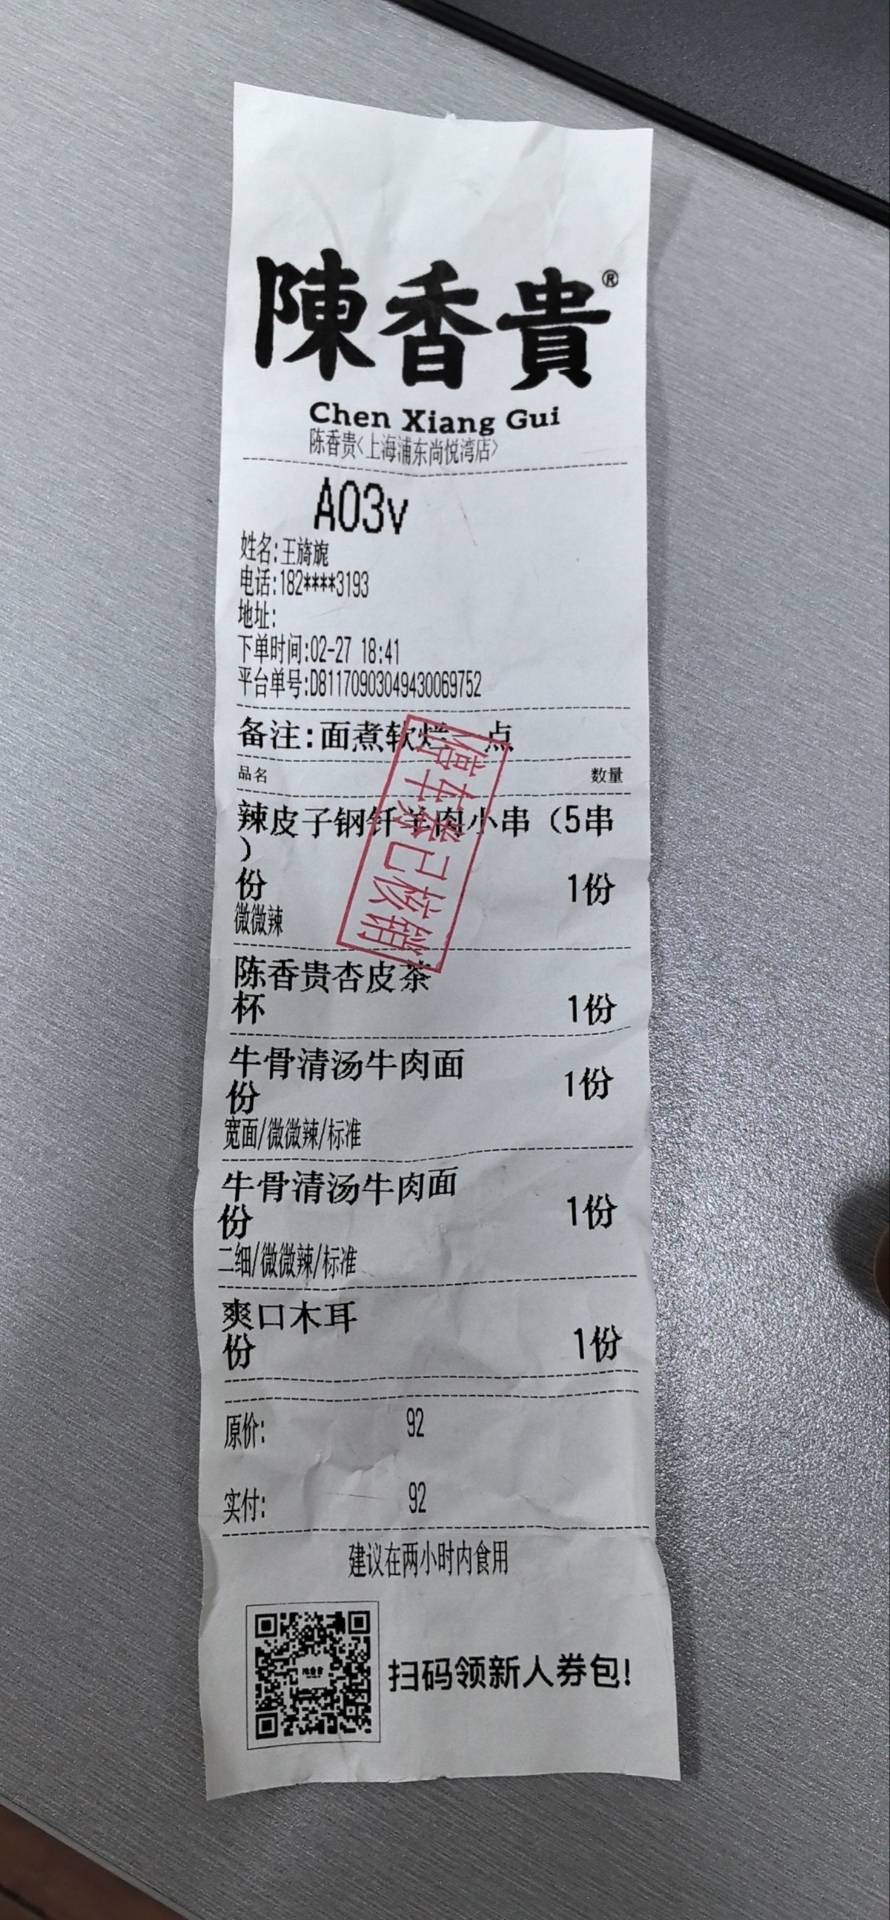 陳香貴®
Chen Xiang Gui
陈香贵<上海浦东尚悦湾店>
A03v
姓名:王旖旎
电话:182****3193
地址:
下单时间:02-27 18:41
平台单号:D81170903049430069752
备注:面煮软烂一点
停车券已核销
品名 数量
辣皮子钢钎羊肉小串（5串
）
份 1份
微微辣
陈香贵杏皮茶
杯 1份
牛骨清汤牛肉面
份 1份
宽面/微微辣/标准
牛骨清汤牛肉面
份 1份
二细/微微辣/标准
爽口木耳
份 1份
原价: 92
实付: 92
建议在两小时内食用
扫码领新人券包!